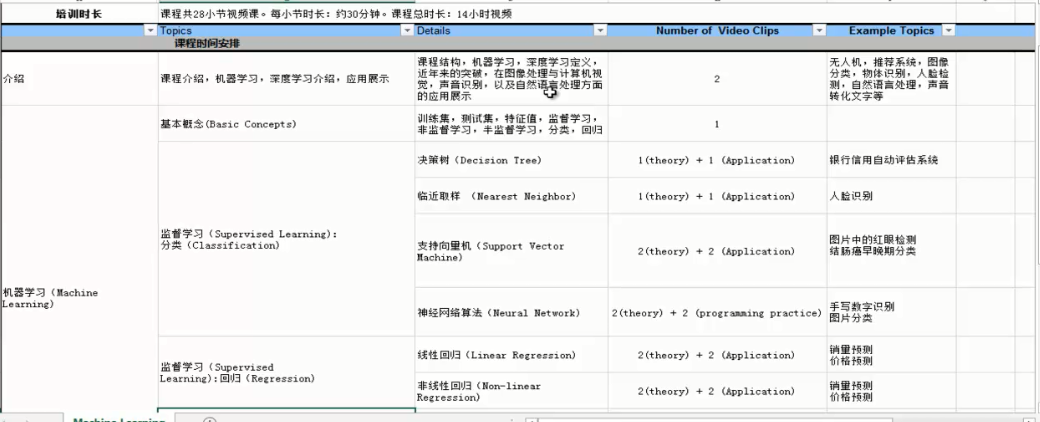 培训时长 课程共28小节视频课。每小节时长：约30分钟。课程总时长：14小时视频
Topics Details Number of Video Clips Example Topics
课程时间安排
介绍
课程介绍，机器学习，深度学习介绍，应用展示
课程结构，机器学习，深度学习定义，
近年来的突破，在图像处理与计算机视
觉，声音识别，以及自然语言处理方面
的应用展示
2
无人机，推荐系统，图像
分类，物体识别，人脸检
测，自然语言处理，声音
转化文字等
机器学习（Machine
Learning）
基本概念(Basic Concepts)
训练集，测试集，特征值，监督学习，
非监督学习，半监督学习，分类，回归
1
监督学习（Supervised Learning）：
分类（Classification）
决策树（Decision Tree）
1(theory) + 1 (Application)
银行信用自动评估系统
临近取样 （Nearest Neighbor）
1(theory) + 1 (Application)
人脸识别
支持向量机（Support Vector
Machine）
2(theory) + 2 (Application)
图片中的红眼检测
结肠癌早晚期分类
神经网络算法（Neural Network）
2(theory) + 2 (programming practice)
手写数字识别
图片分类
监督学习（Supervised
Learning）：回归（Regression）
线性回归（Linear Regression）
2(theory) + 2 (Application)
销量预测
价格预测
非线性回归（Non-linear
Regression）
2(theory) + 2 (Application)
销量预测
价格预测
Machine Learning